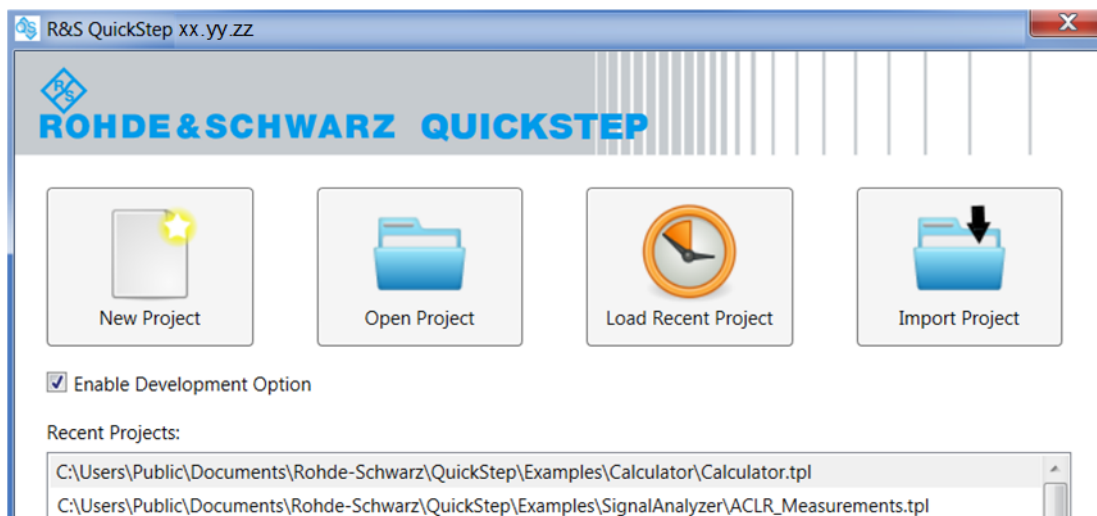 R&S QuickStep xx.yy.zz
R&S
ROHDE&SCHWARZ QUICKSTEP
New Project
Open Project
Load Recent Project
Import Project
Enable Development Option
Recent Projects:
C:\Users\Public\Documents\Rohde-Schwarz\QuickStep\Examples\Calculator\Calculator.tpl
C:\Users\Public\Documents\Rohde-Schwarz\QuickStep\Examples\SignalAnalyzer\ACLR_Measurements.tpl